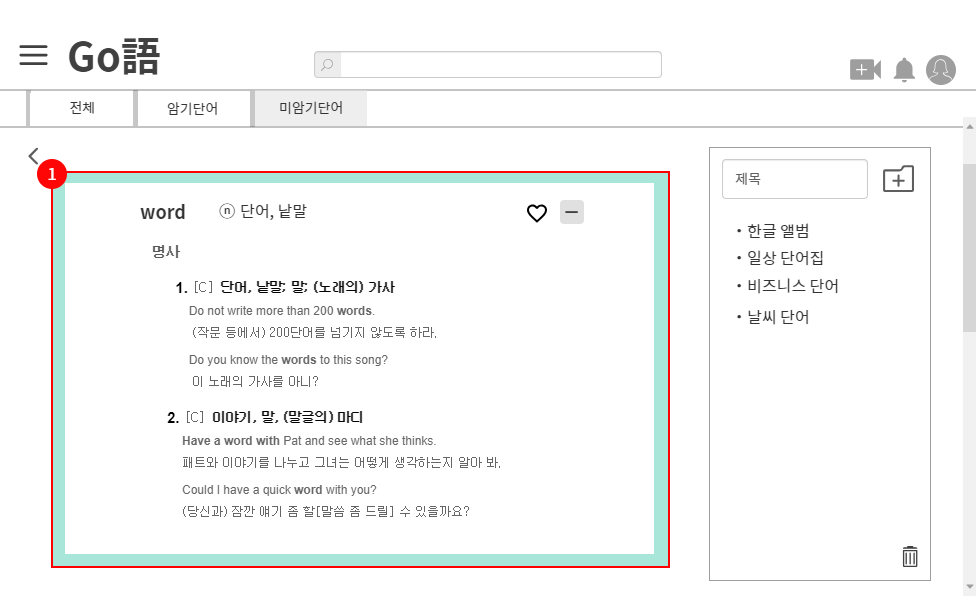 Go語
전체
암기단어
미암기단어
1
word ⓝ 단어, 낱말
명사
1. [C] 단어, 낱말; 말; (노래의) 가사
Do not write more than 200 words.
(작문 등에서) 200단어를 넘기지 않도록 하라.
Do you know the words to this song?
이 노래의 가사를 아니?
2. [C] 이야기, 말, (말글의) 마디
Have a word with Pat and see what she thinks.
패트와 이야기를 나누고 그녀는 어떻게 생각하는지 알아 봐.
Could I have a quick word with you?
(당신과) 잠깐 얘기 좀 할[말씀 좀 드릴] 수 있을까요?
제목
• 한글 앨범
• 일상 단어집
• 비즈니스 단어
• 날씨 단어